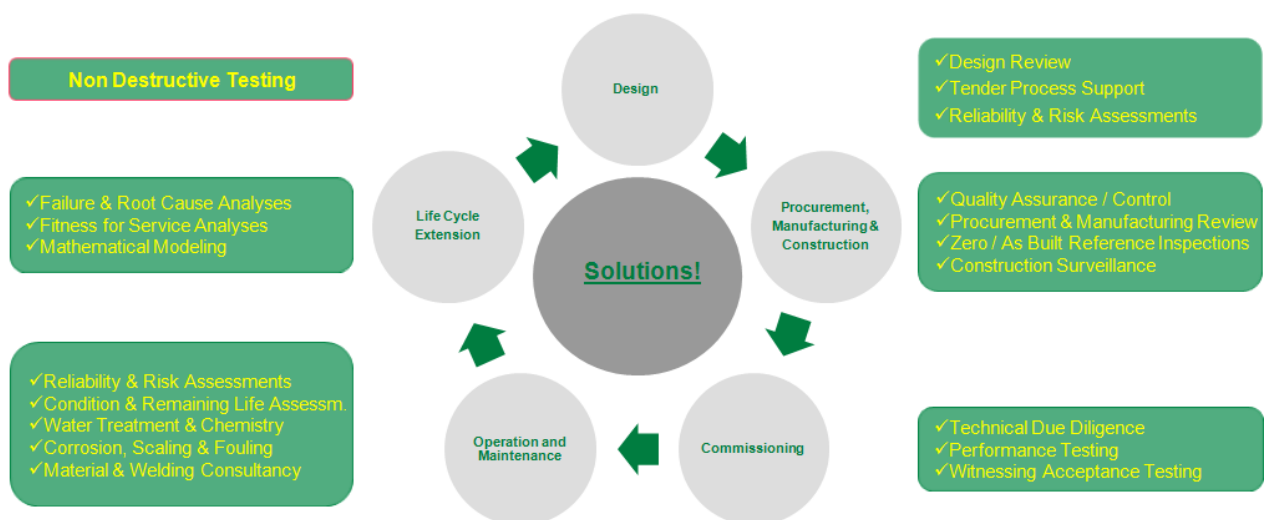 Non Destructive Testing
Design
✓Design Review
✓Tender Process Support
✓Reliability & Risk Assessments
✓Failure & Root Cause Analyses
✓Fitness for Service Analyses
✓Mathematical Modeling
Life Cycle
Extension
Solutions!
Procurement,
Manufacturing &
Construction
✓Quality Assurance / Control
✓Procurement & Manufacturing Review
✓Zero / As Built Reference Inspections
✓Construction Surveillance
✓Reliability & Risk Assessments
✓Condition & Remaining Life Assessm.
✓Water Treatment & Chemistry
✓Corrosion, Scaling & Fouling
✓Material & Welding Consultancy
Operation and
Maintenance
Commissioning
✓Technical Due Diligence
✓Performance Testing
✓Witnessing Acceptance Testing